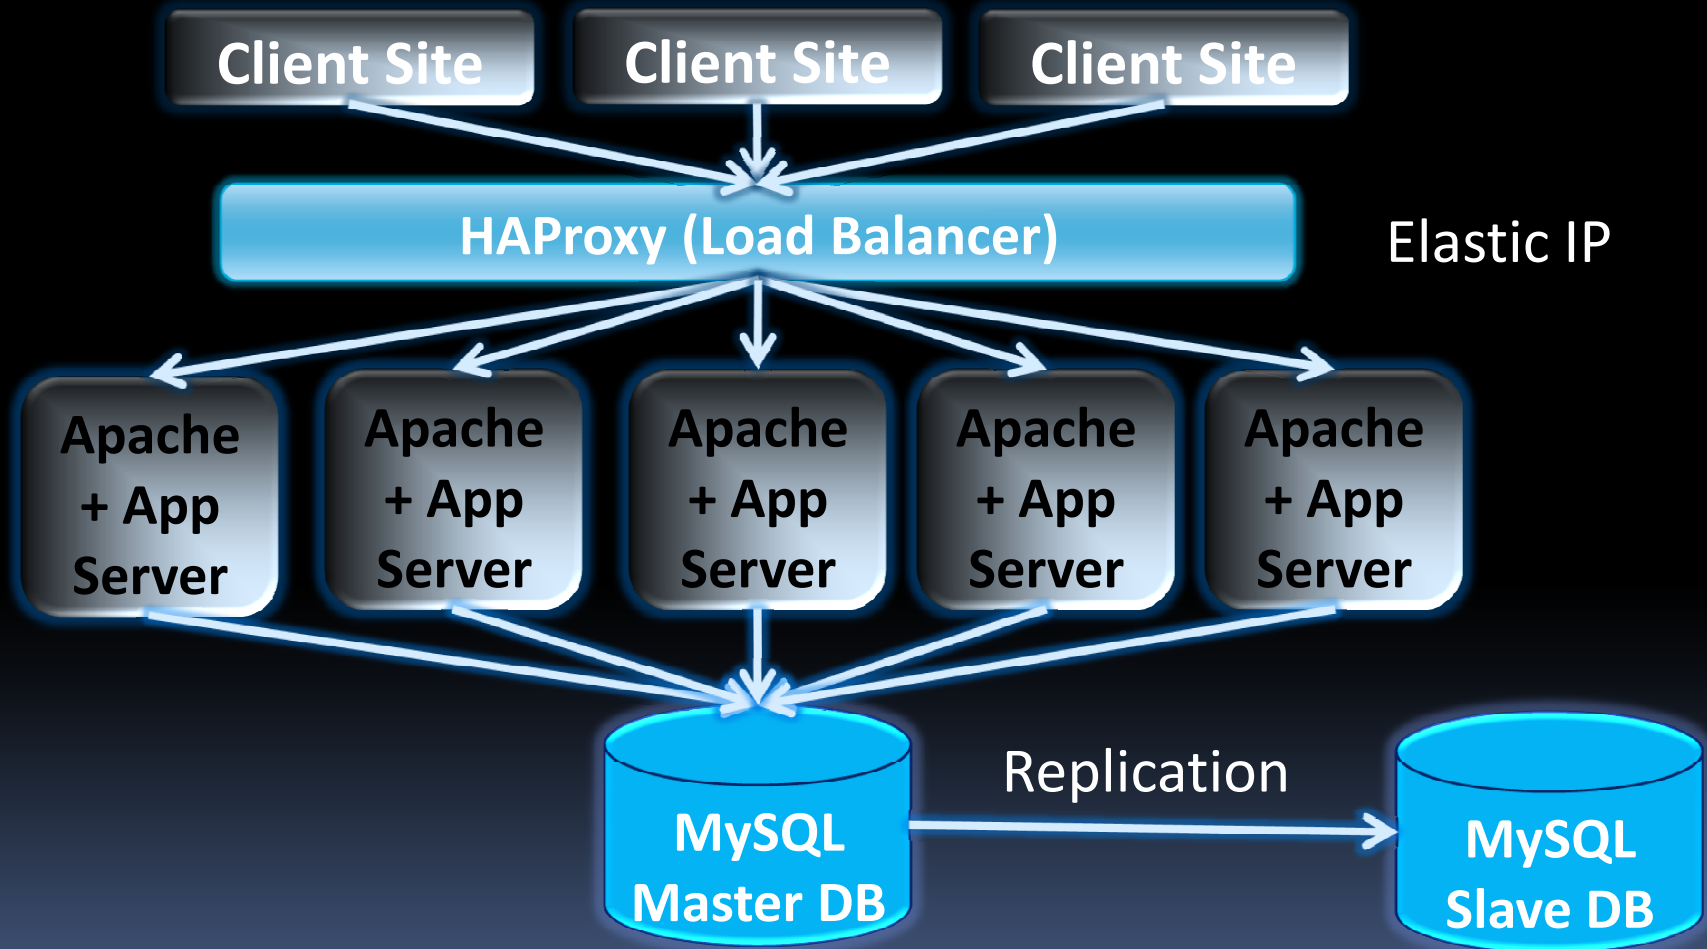 Client Site
Client Site
Client Site
HAProxy (Load Balancer)
Elastic IP
Apache
+ App
Server
Apache
+ App
Server
Apache
+ App
Server
Apache
+ App
Server
Apache
+ App
Server
MySQL
Master DB
Replication
MySQL
Slave DB